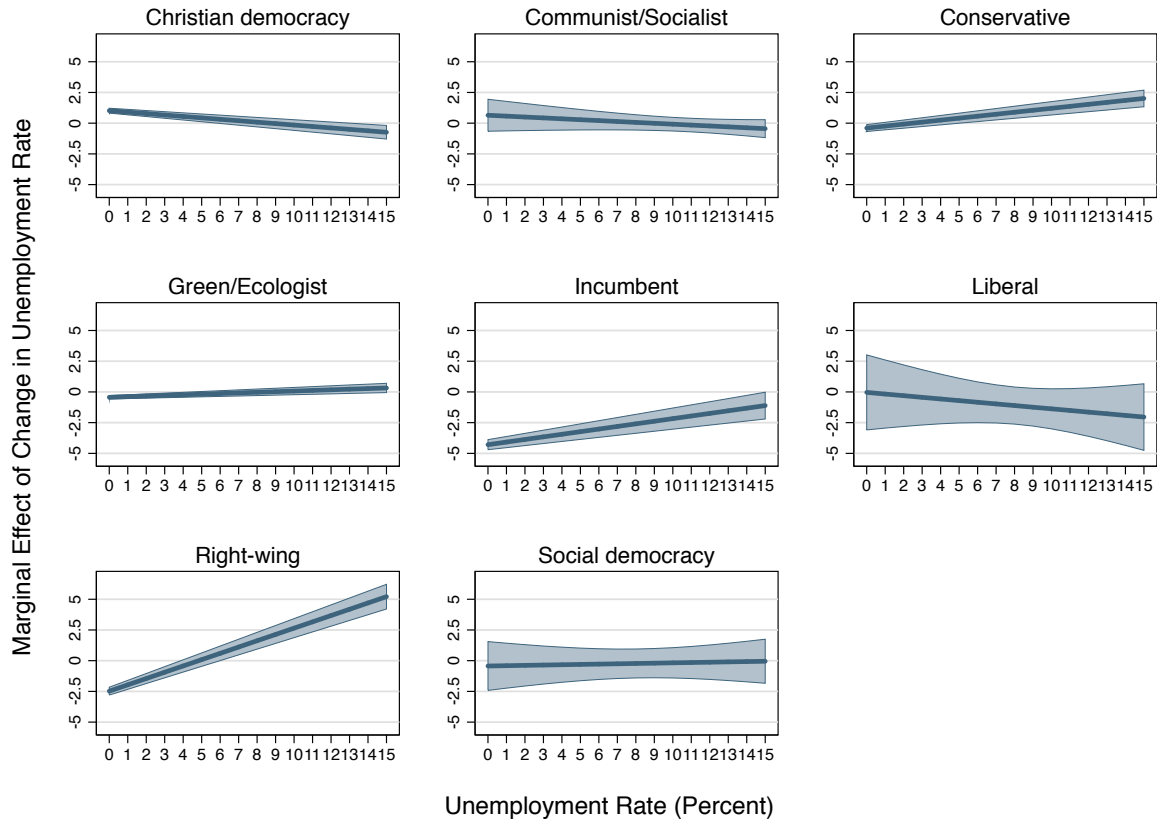 Christian democracy
Communist/Socialist
Conservative
5
2.5
0
-2.5
-5
0 1 2 3 4 5 6 7 8 9 10 11 12 13 14 15
5
2.5
0
-2.5
-5
0 1 2 3 4 5 6 7 8 9 10 11 12 13 14 15
5
2.5
0
-2.5
-5
0 1 2 3 4 5 6 7 8 9 10 11 12 13 14 15
Green/Ecologist
Incumbent
Liberal
5
2.5
0
-2.5
-5
0 1 2 3 4 5 6 7 8 9 10 11 12 13 14 15
5
2.5
0
-2.5
-5
0 1 2 3 4 5 6 7 8 9 10 11 12 13 14 15
5
2.5
0
-2.5
-5
0 1 2 3 4 5 6 7 8 9 10 11 12 13 14 15
Right-wing
Social democracy
5
2.5
0
-2.5
-5
0 1 2 3 4 5 6 7 8 9 10 11 12 13 14 15
5
2.5
0
-2.5
-5
0 1 2 3 4 5 6 7 8 9 10 11 12 13 14 15
Marginal Effect of Change in Unemployment Rate
Unemployment Rate (Percent)